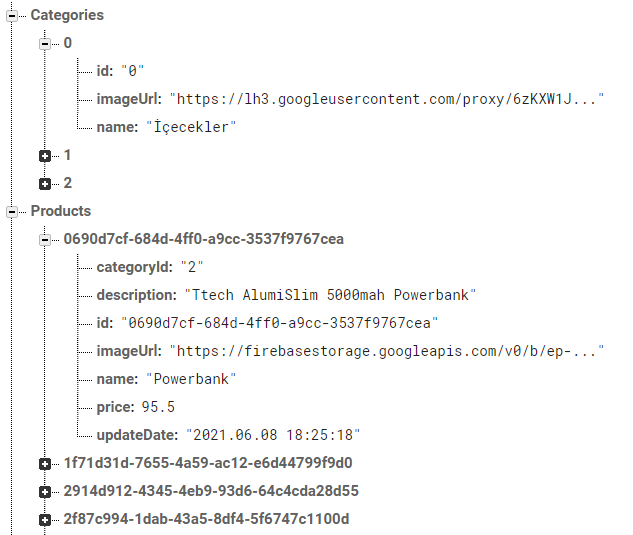 Categories
0
id: "0"
imageUrl: "https://lh3.googleusercontent.com/proxy/6zKXW1J..."
name: "İçecekler"
1
2
Products
0690d7cf-684d-4ff0-a9cc-3537f9767cea
categoryId: "2"
description: "Ttech AlumiSlim 5000mah Powerbank"
id: "0690d7cf-684d-4ff0-a9cc-3537f9767cea"
imageUrl: "https://firebasestorage.googleapis.com/v0/b/ep-..."
name: "Powerbank"
price: 95.5
updateDate: "2021.06.08 18:25:18"
1f71d31d-7655-4a59-ac12-e6d44799f9d0
2914d912-4345-4eb9-93d6-64c4cda28d55
2f87c994-1dab-43a5-8df4-5f6747c1100d